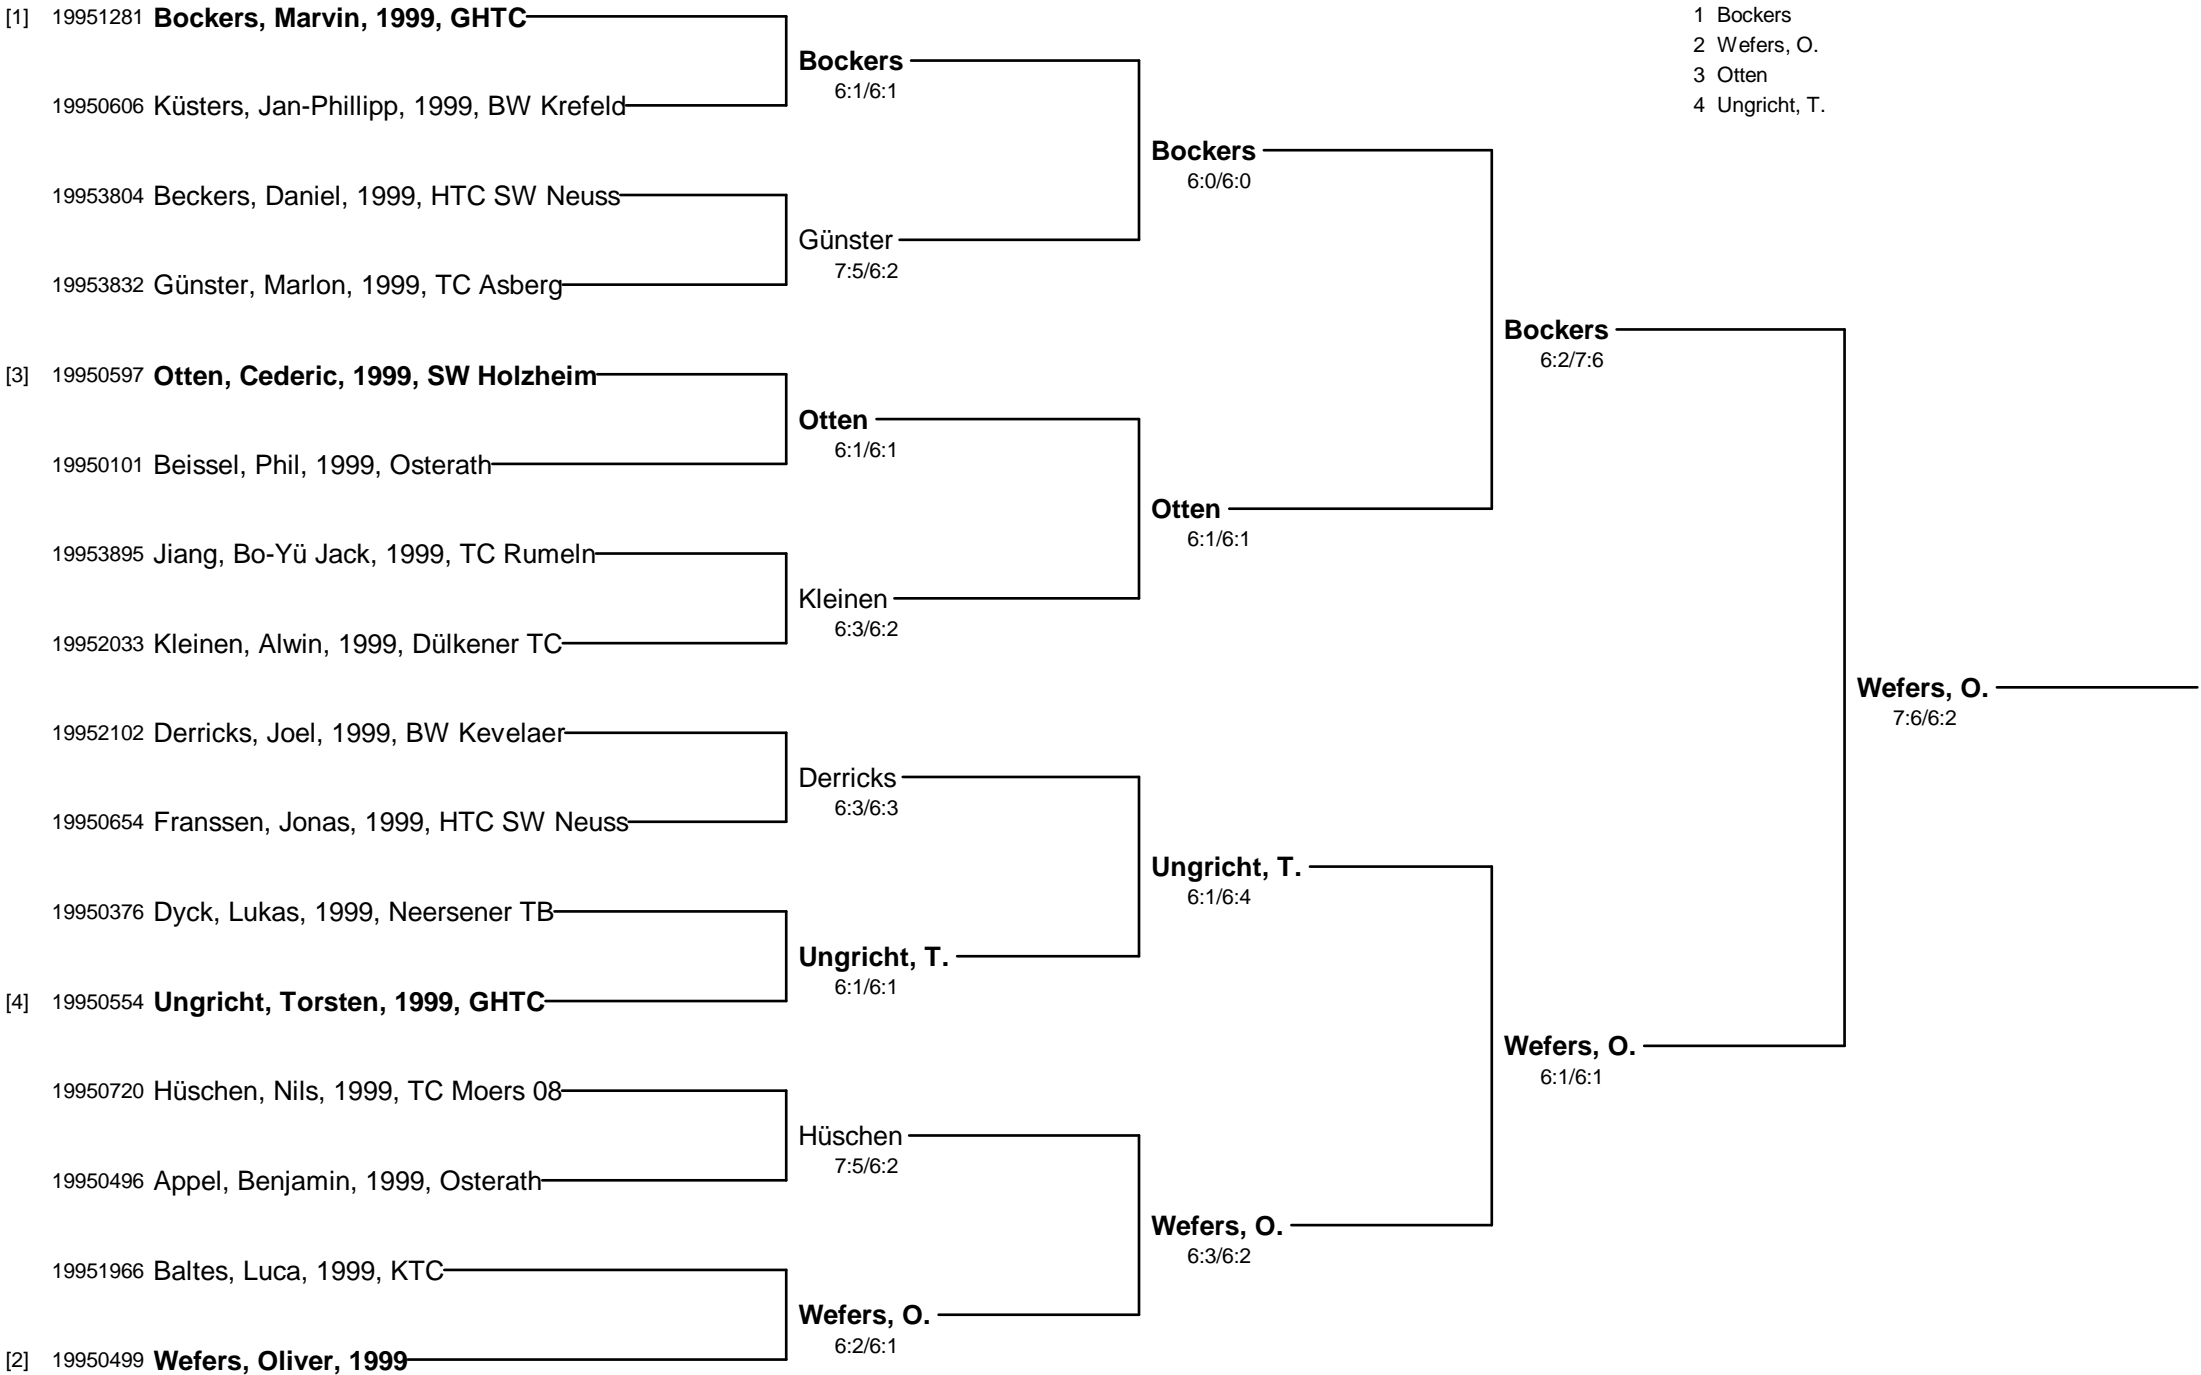 [1] 19951281 Bockers, Marvin, 1999, GHTC
19950606 Küsters, Jan-Phillipp, 1999, BW Krefeld
19953804 Beckers, Daniel, 1999, HTC SW Neuss
19953832 Günster, Marlon, 1999, TC Asberg
[3] 19950597 Otten, Cederic, 1999, SW Holzheim
19950101 Beissel, Phil, 1999, Osterath
19953895 Jiang, Bo-Yü Jack, 1999, TC Rumeln
19952033 Kleinen, Alwin, 1999, Dülkener TC
19952102 Derricks, Joel, 1999, BW Kevelaer
19950654 Franssen, Jonas, 1999, HTC SW Neuss
19950376 Dyck, Lukas, 1999, Neersener TB
[4] 19950554 Ungricht, Torsten, 1999, GHTC
19950720 Hüschen, Nils, 1999, TC Moers 08
19950496 Appel, Benjamin, 1999, Osterath
19951966 Baltes, Luca, 1999, KTC
[2] 19950499 Wefers, Oliver, 1999
Bockers
6:1/6:1
Günster
7:5/6:2
Otten
6:1/6:1
Kleinen
6:3/6:2
Derricks
6:3/6:3
Ungricht, T.
6:1/6:1
Hüschen
7:5/6:2
Wefers, O.
6:2/6:1
Bockers
6:0/6:0
Otten
6:1/6:1
Ungricht, T.
6:1/6:4
Wefers, O.
6:3/6:2
Bockers
6:2/7:6
Wefers, O.
6:1/6:1
Wefers, O.
7:6/6:2
1 Bockers
2 Wefers, O.
3 Otten
4 Ungricht, T.